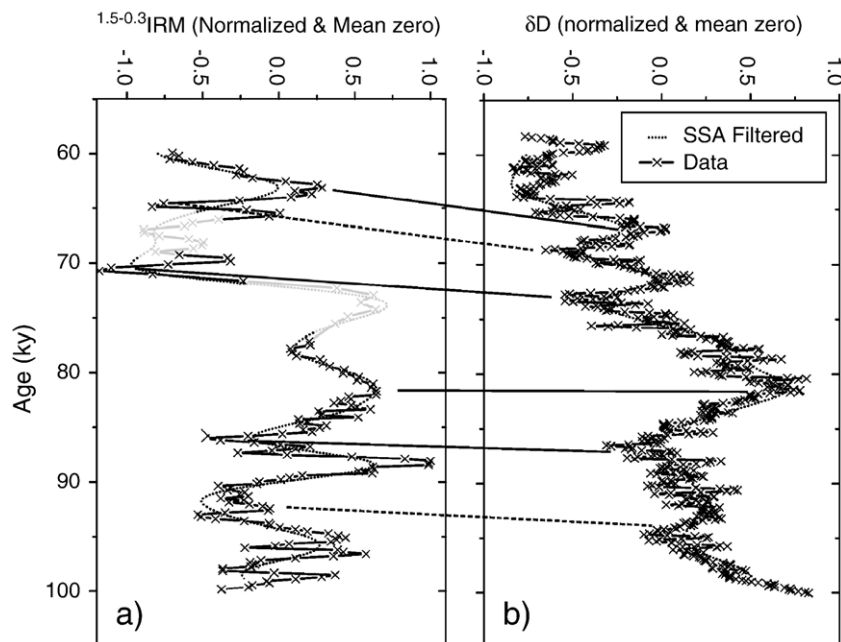 1.5-0.3IRM (Normalized & Mean zero)
δD (normalized & mean zero)
-1.0 -0.5 0.0 0.5 1.0
-1.0 -0.5 0.0 0.5 1.0
SSA Filtered
Data
Age (ky)
60
70
80
90
100
a)
b)